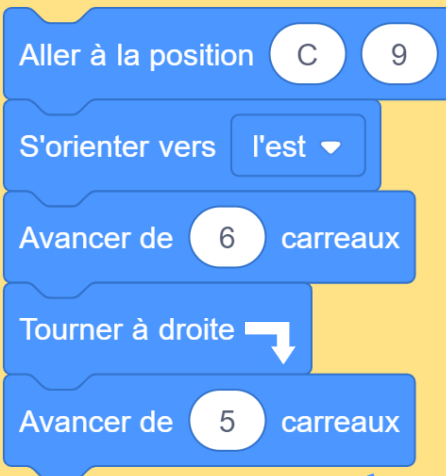 Aller à la position C 9
S'orienter vers l'est
Avancer de 6 carreaux
Tourner à droite
Avancer de 5 carreaux